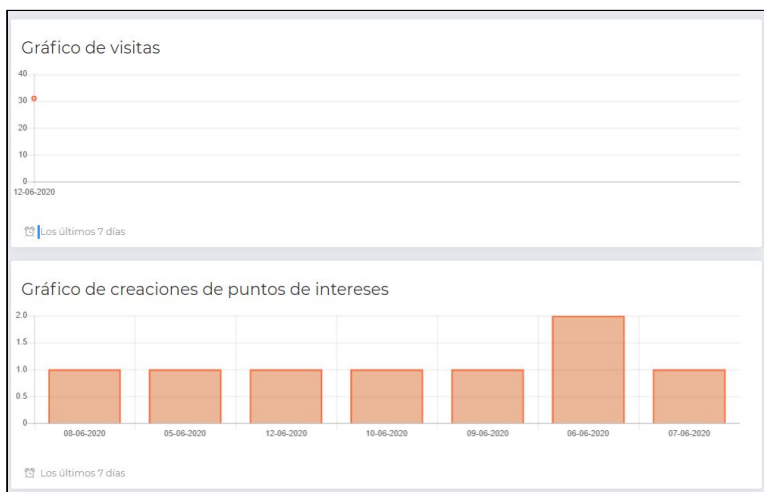 Gráfico de visitas
40
30
20
10
0
12-06-2020
Los últimos 7 días
Gráfico de creaciones de puntos de intereses
2.0
1.5
1.0
0.5
0
08-06-2020 05-06-2020 12-06-2020 10-06-2020 09-06-2020 06-06-2020 07-06-2020
Los últimos 7 días